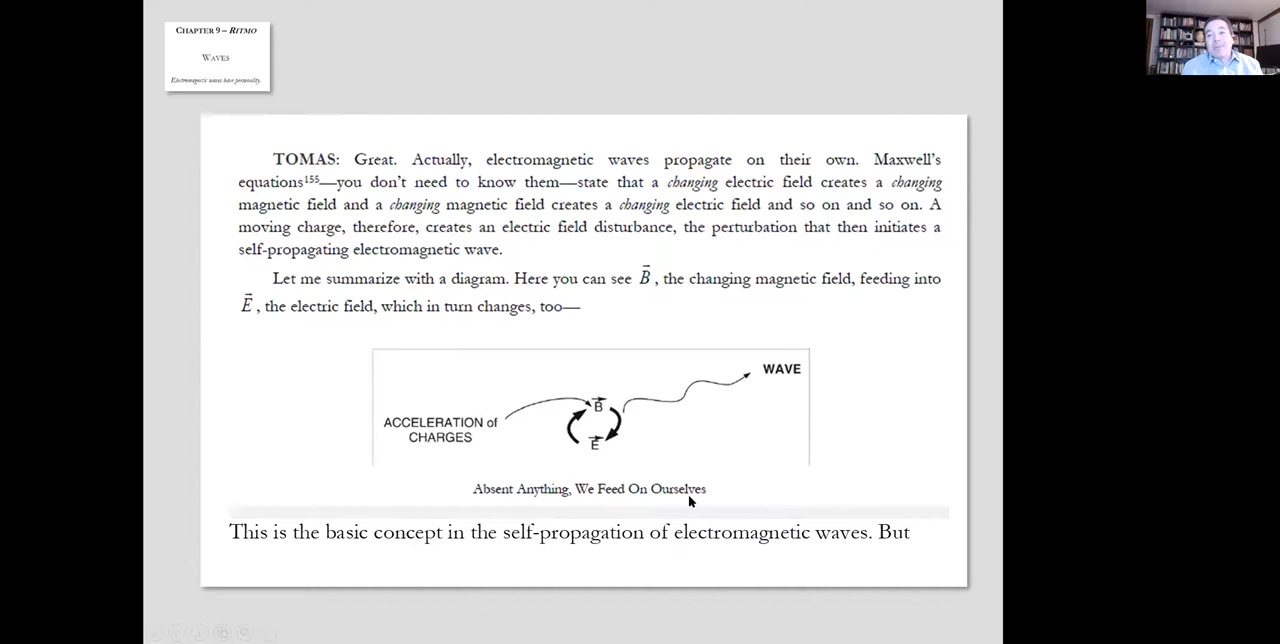 CHAPTER 9 – RITMO
WAVES
Electromagnetic waves have personality.
TOMAS: Great. Actually, electromagnetic waves propagate on their own. Maxwell’s
equations¹⁵⁵—you don’t need to know them—state that a changing electric field creates a changing
magnetic field and a changing magnetic field creates a changing electric field and so on and so on. A
moving charge, therefore, creates an electric field disturbance, the perturbation that then initiates a
self-propagating electromagnetic wave.
Let me summarize with a diagram. Here you can see B⃗, the changing magnetic field, feeding into
E⃗, the electric field, which in turn changes, too—
WAVE
B⃗
ACCELERATION of
CHARGES
E⃗
Absent Anything, We Feed On Ourselves
This is the basic concept in the self-propagation of electromagnetic waves. But